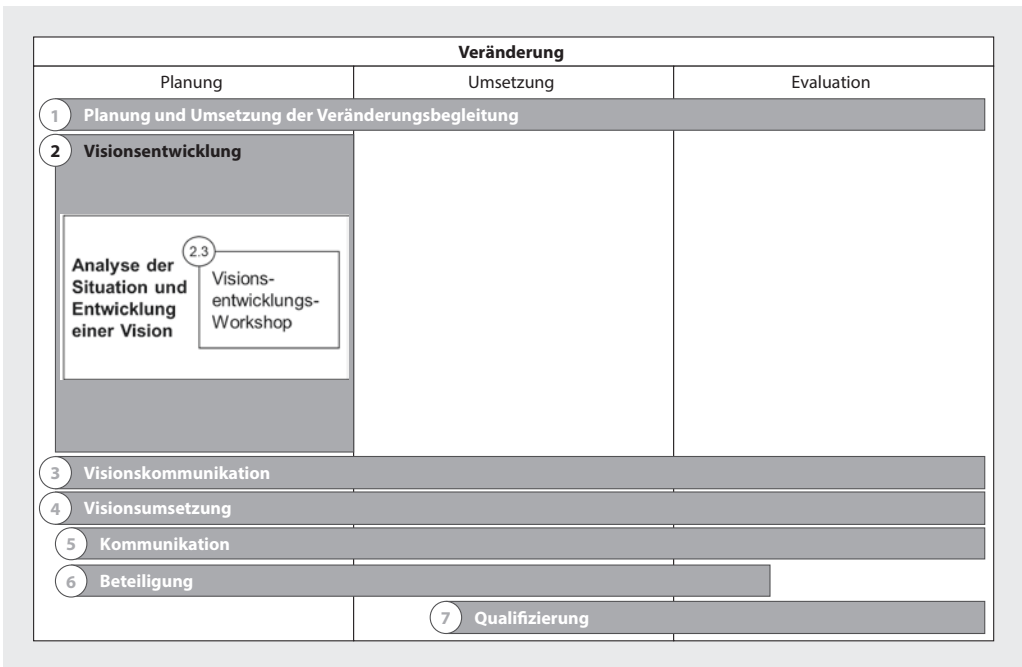 Veränderung
Planung
Umsetzung
Evaluation
1
Planung und Umsetzung der Veränderungsbegleitung
2
Visionsentwicklung
Analyse der
Situation und
Entwicklung
einer Vision
2.3
Visions-
entwicklungs-
Workshop
3
Visionskommunikation
4
Visionsumsetzung
5
Kommunikation
6
Beteiligung
7
Qualifizierung